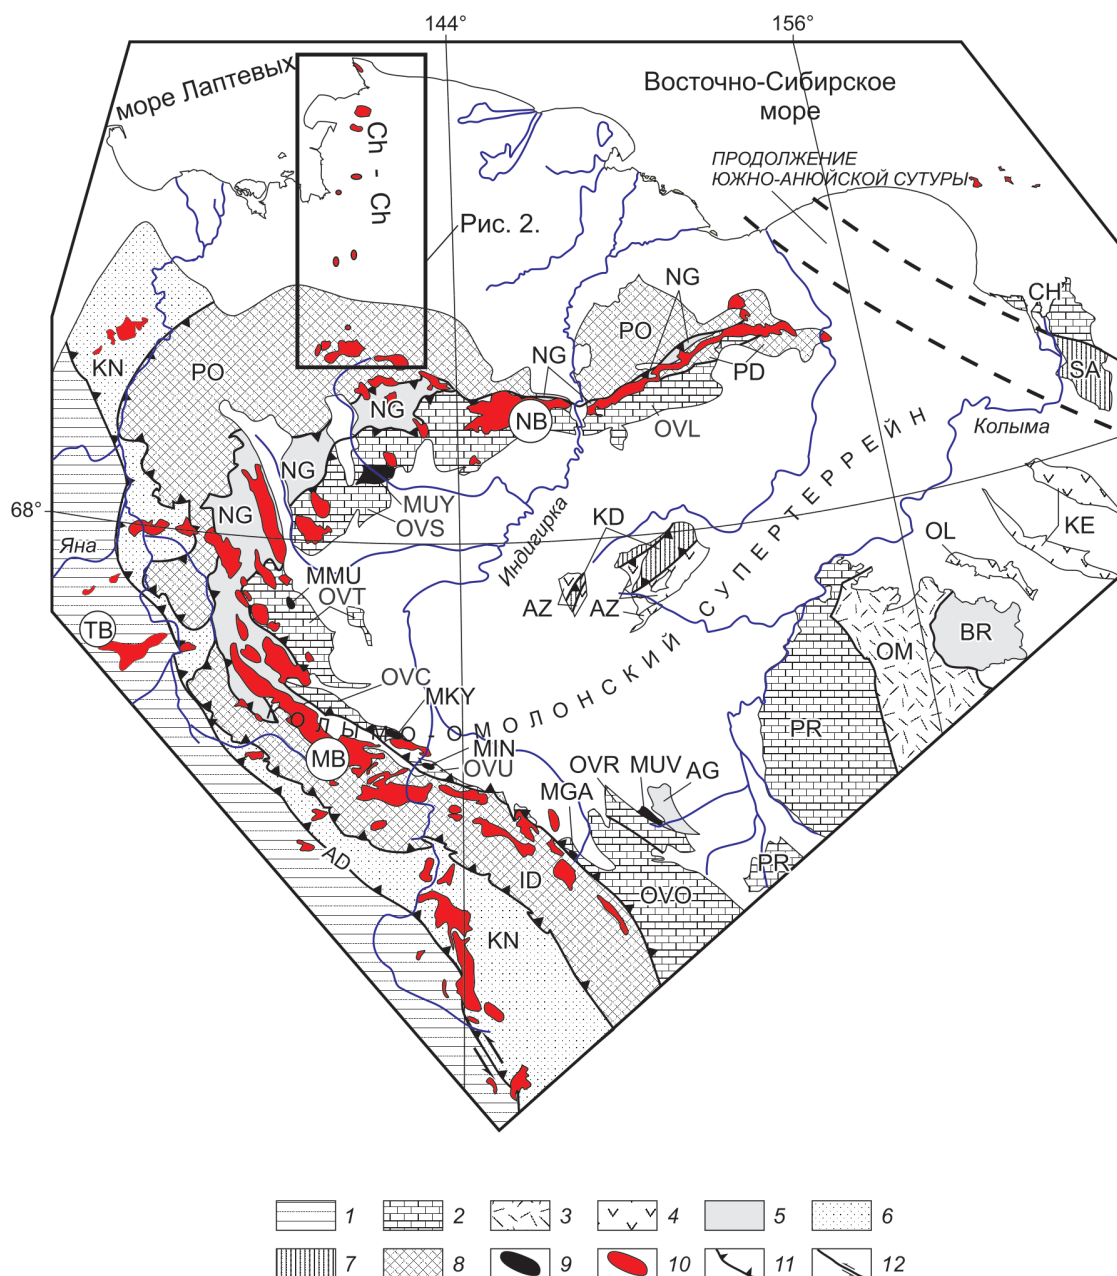 144°
156°
море Лаптевых
Восточно-Сибирское
море
Ch - Ch
ПРОДОЛЖЕНИЕ
ЮЖНО-АНЮЙСКОЙ СУТУРЫ
Рис. 2.
NG
CH
KN
PO
PO
NG
PD
SA
NG
NB
OVL
Колыма
NG
MUY
OVS
68°
NG
Индигирка
KD
OL
KE
Яна
MMU
OVT
AZ
AZ
TB
BR
OM
OVC
MKY
КОЛЫМО-ОМОЛОНСКИЙ СУПЕРТЕРРЕЙН
PR
MB
MIN
OVU
OVR
MUV
AG
MGA
AD
ID
PR
OVO
KN
1
2
3
4
5
6
7
8
9
10
11
12